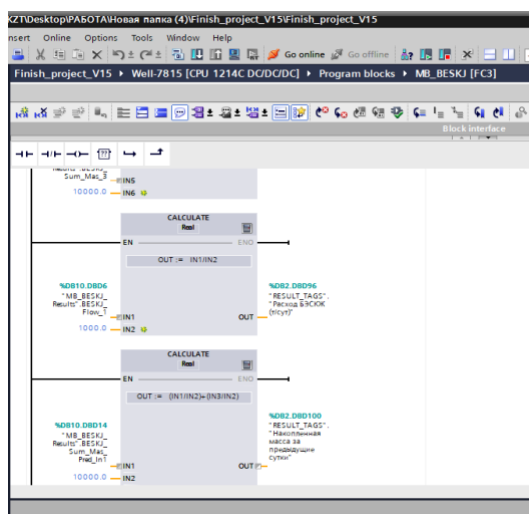 KZT\Desktop\РАБОТА\Новая папка (4)\Finish_project_V15\Finish_project_V15
nsert Online Options Tools Window Help
Go online Go offline
Finish_project_V15 ▸ Well-7815 [CPU 1214C DC/DC/DC] ▸ Program blocks ▸ MB_BESKJ [FC3]
Block interface
Sum_Mas_3
IN5
10000.0 IN6
CALCULATE
Real
EN ENO
OUT := IN1/IN2
%DB10.DBD6
"MB_BESKJ_
Results".BESKJ_
Flow_1
IN1
1000.0 IN2
OUT
%DB2.DBD96
"RESULT_TAGS".
"Расход БЭСКЖ
(т/сут)"
CALCULATE
Real
EN ENO
OUT := (IN1/IN2)+(IN3/IN2)
%DB10.DBD14
"MB_BESKJ_
Results".BESKJ_
Sum_Mas_
Pred_In1
IN1
10000.0 IN2
OUT
%DB2.DBD100
"RESULT_TAGS".
"Накопленная
масса за
предыдущие
сутки"